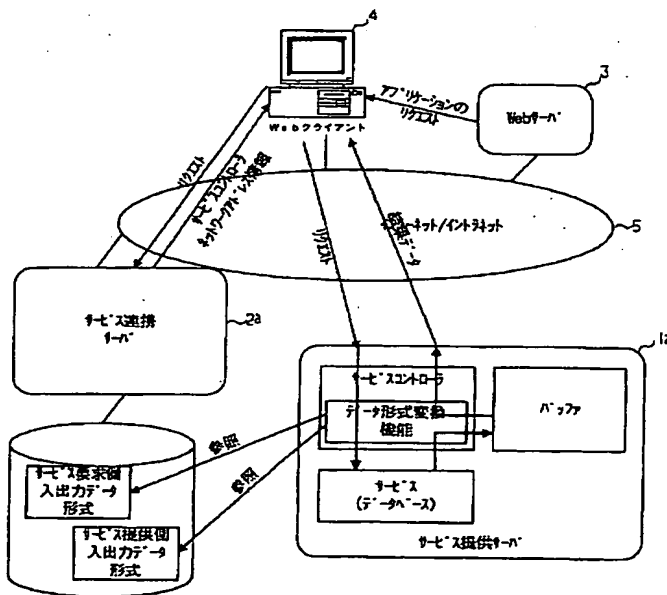 4
3
アプリケーションの
リクエスト
Webサーバ
Webクライアント
リクエスト
サービスコントローラ
ネットワークアドレス情報
リクエスト
結果データ
ーネット/イントラネット
5
サービス連携
サーバ
2a
1a
サービスコントローラ
データ形式変換
機能
バッファ
参照
参照
サービス
(データベース)
サービス提供サーバ
サービス要求側
入出力データ
形式
サービス提供側
入出力データ
形式